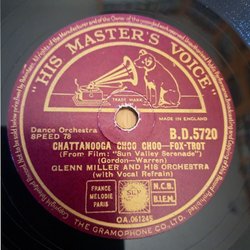 "HIS MASTER'S VOICE"
TRADE MARK
MADE IN ENGLAND
Dance Orchestra
SPEED 78
B.D.5720
CHATTANOOGA CHOO CHOO—FOX-TROT
(From Film: "Sun Valley Serenade")
(Gordon—Warren)
GLENN MILLER AND HIS ORCHESTRA
(with Vocal Refrain)
FRANCE
MÉLODIE
PARIS
N.C.B.
B.I.E.M.
OA.061245
THE GRAMOPHONE CO., LTD.